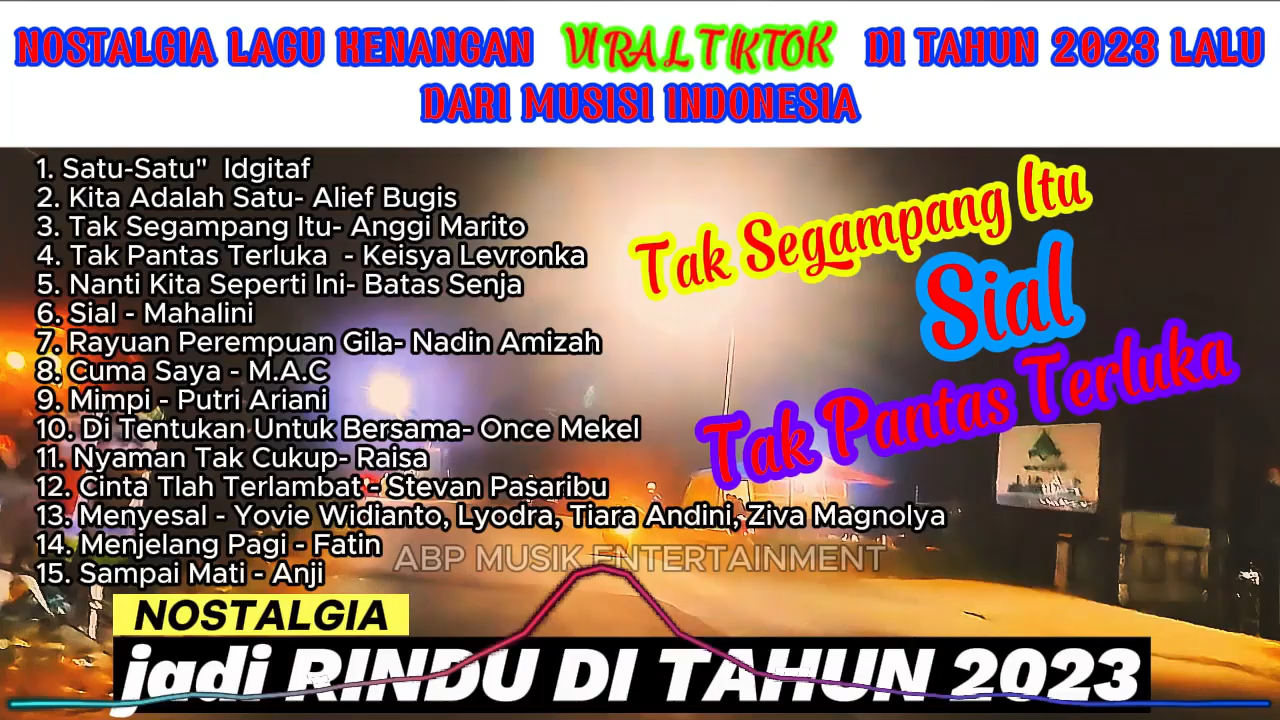 NOSTALGIA LAGU KENANGAN VIRAL TIKTOK DI TAHUN 2023 LALU
DARI MUSISI INDONESIA
1. Satu-Satu" Idgitaf
2. Kita Adalah Satu- Alief Bugis
3. Tak Segampang Itu- Anggi Marito
4. Tak Pantas Terluka - Keisya Levronka
5. Nanti Kita Seperti Ini- Batas Senja
6. Sial - Mahalini
7. Rayuan Perempuan Gila- Nadin Amizah
8. Cuma Saya - M.A.C
9. Mimpi - Putri Ariani
10. Di Tentukan Untuk Bersama- Once Mekel
11. Nyaman Tak Cukup- Raisa
12. Cinta Tlah Terlambat - Stevan Pasaribu
13. Menyesal - Yovie Widianto, Lyodra, Tiara Andini, Ziva Magnolya
14. Menjelang Pagi - Fatin
15. Sampai Mati - Anji
Tak Segampang Itu
Sial
Tak Pantas Terluka
ABP MUSIK ENTERTAINMENT
NOSTALGIA
jadi RINDU DI TAHUN 2023